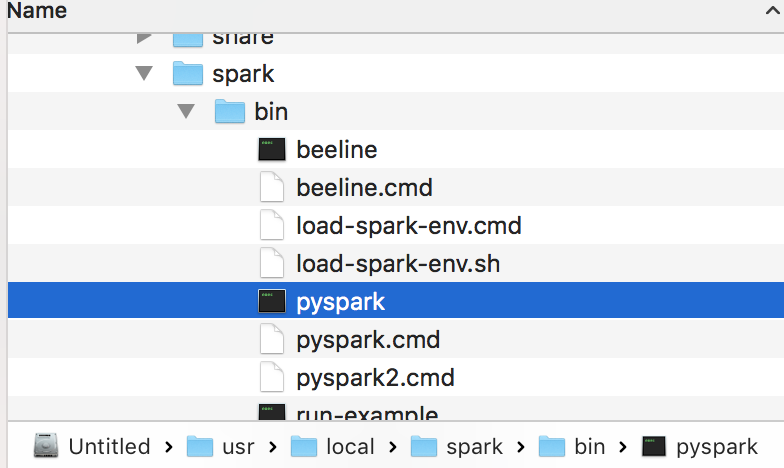 Name
share
spark
bin
beeline
beeline.cmd
load-spark-env.cmd
load-spark-env.sh
pyspark
pyspark.cmd
pyspark2.cmd
run-example
Untitled usr local spark bin pyspark